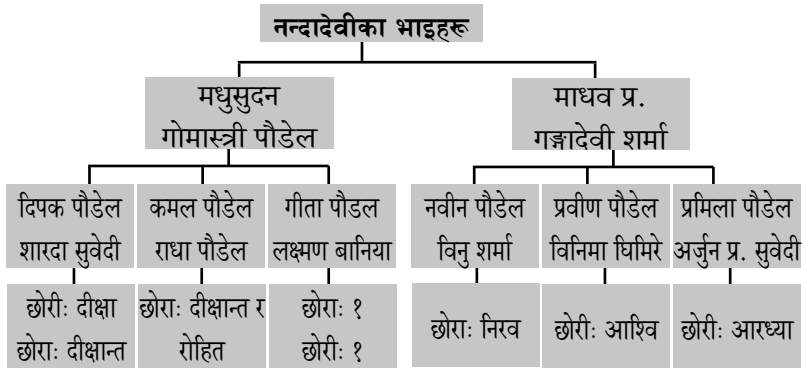 नन्दादेवीका भाइहरू
मधुसुदन
गोमास्त्री पौडेल
माधव प्र.
गङ्गादेवी शर्मा
दिपक पौडेल
शारदा सुवेदी
कमल पौडेल
राधा पौडेल
गीता पौडल
लक्ष्मण बानिया
नवीन पौडेल
विनु शर्मा
प्रवीण पौडेल
विनिमा घिमिरे
प्रमिला पौडेल
अर्जुन प्र. सुवेदी
छोरीः दीक्षा
छोराः दीक्षान्त
छोराः दीक्षान्त र
रोहित
छोराः १
छोरीः १
छोराः निरव
छोरीः आश्वि
छोरीः आरध्या